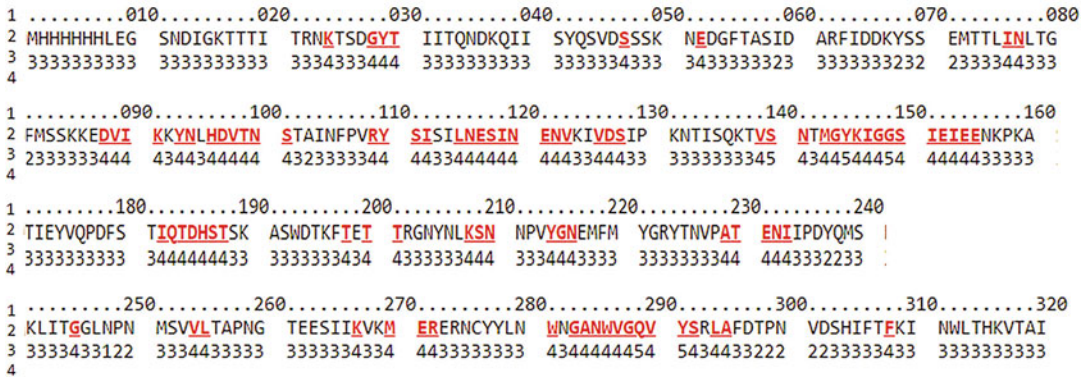 1 .........010.........020.........030.........040.........050.........060.........070.........080
2 MHHHHHHLEG SNDIGKTTTI TRNKTSDGYT IITQNDKQII SYQSVDSSSK NEDGFTASID ARFIDDKYSS EMTTLINLTG
3 3333333333 3333333333 3334333444 3333333333 3333334333 3433333323 3333333232 2333344333
4
1 .........090.........100.........110.........120.........130.........140.........150.........160
2 FMSSKKEDVI KKYNLHDVTN STAINFPVRY SISILNESIN ENVKIVDSIP KNTISQKTVS NTMGYKIGGS IEIEENKPKA
3 2333333444 4344344444 4323333344 4433444444 4443344433 3333333345 4344544454 4444433333
4
1 .........180.........190.........200.........210.........220.........230.........240
2 TIEYVQPDFS TIQTDHSTSK ASWDTKFTET TRGNYNLKSN NPVYGNEMFM YGRYTNVPAT ENIIPDYQMS
3 3333333333 3444444433 3333333434 4333333444 3334443333 3333333344 4443332233
4
1 .........250.........260.........270.........280.........290.........300.........310.........320
2 KLITGGLNPN MSVVLTAPNG TEESIIKVKM ERERNCYYLN WNGANWVGQV YSRLAFDTPN VDSHIFTFKI NWLTHKVTAI
3 3333433122 3334433333 3333334334 4433333333 4344444454 5434433222 2233333433 3333333333
4